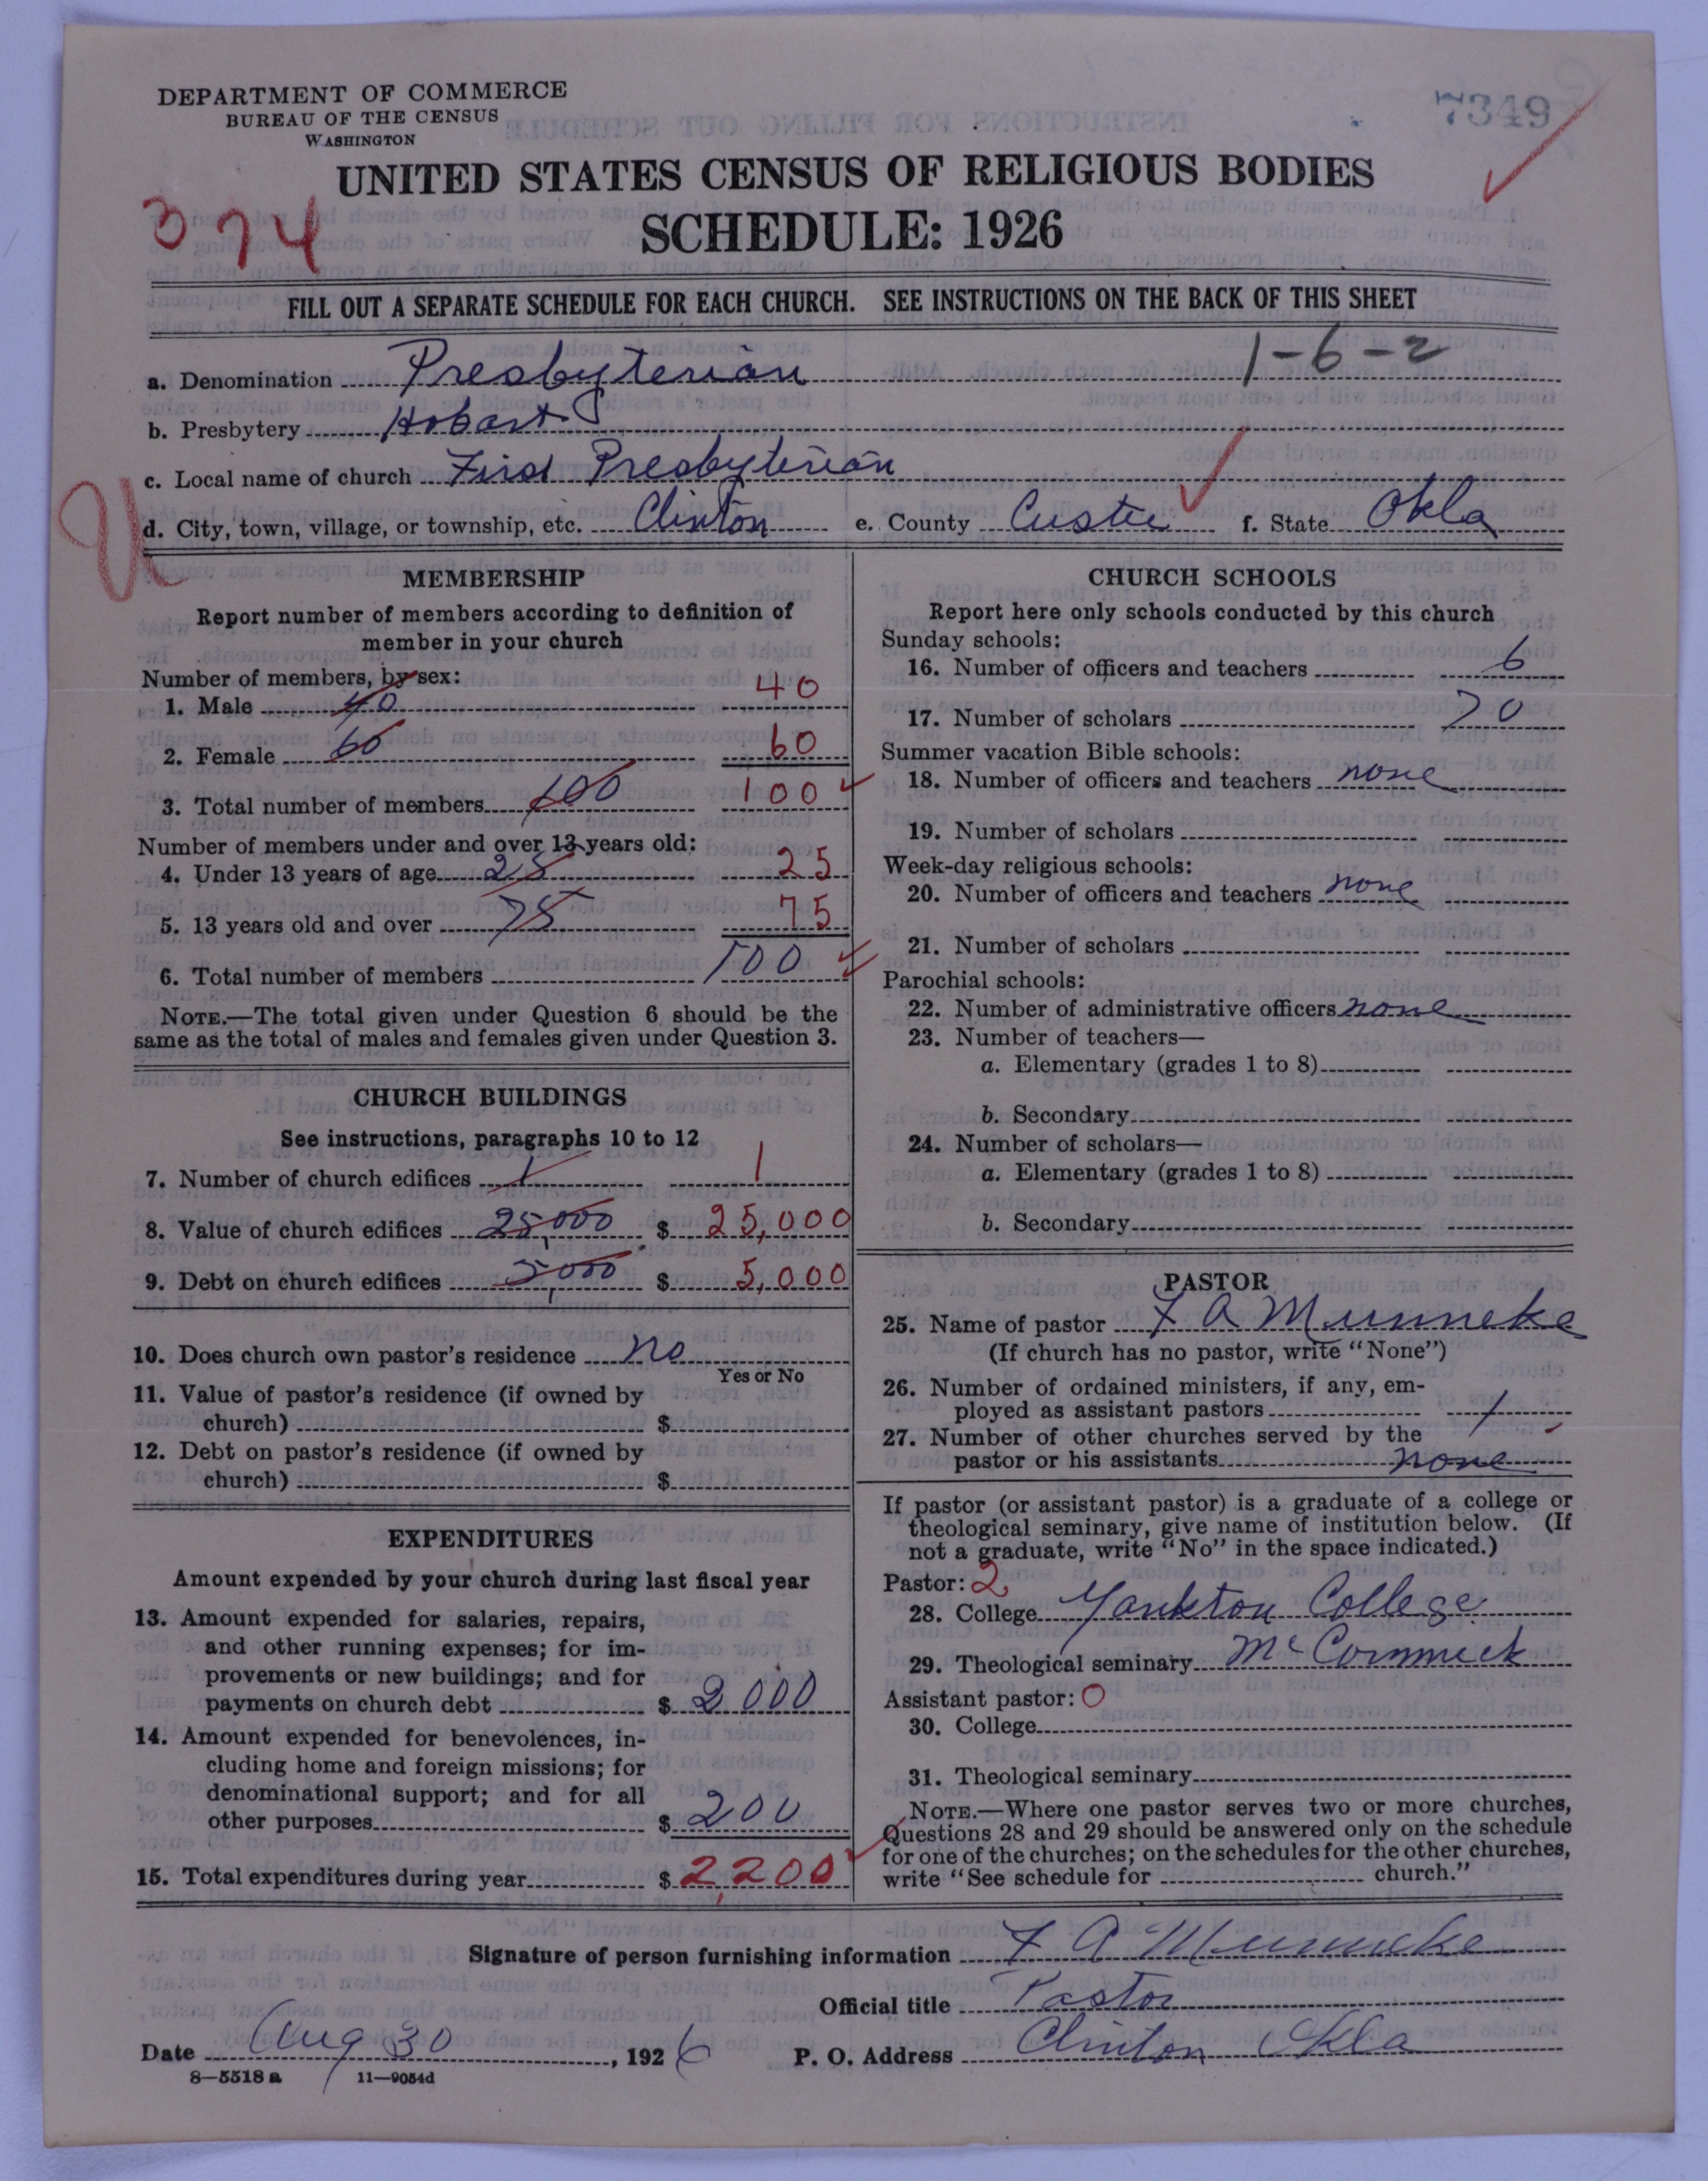 DEPARTMENT OF COMMERCE
BUREAU OF THE CENSUS
WASHINGTON
7349
UNITED STATES CENSUS OF RELIGIOUS BODIES
374
SCHEDULE: 1926
FILL OUT A SEPARATE SCHEDULE FOR EACH CHURCH. SEE INSTRUCTIONS ON THE BACK OF THIS SHEET
1-6-2
a. Denomination Presbyterian
b. Presbytery Hobart
c. Local name of church First Presbyterian
U
d. City, town, village, or township, etc. Clinton e. County Custer f. State Okla
MEMBERSHIP
Report number of members according to definition of
member in your church
Number of members, by sex:
1. Male 40 40
2. Female 60 60
3. Total number of members 100 100
Number of members under and over 13 years old:
4. Under 13 years of age 25 25
5. 13 years old and over 75 75
6. Total number of members 100
NOTE.—The total given under Question 6 should be the
same as the total of males and females given under Question 3.
CHURCH BUILDINGS
See instructions, paragraphs 10 to 12
7. Number of church edifices 1 1
8. Value of church edifices 25,000 $ 25,000
9. Debt on church edifices 5,000 $ 5,000
10. Does church own pastor's residence no
Yes or No
11. Value of pastor's residence (if owned by
church) $
12. Debt on pastor's residence (if owned by
church) $
EXPENDITURES
Amount expended by your church during last fiscal year
13. Amount expended for salaries, repairs,
and other running expenses; for im-
provements or new buildings; and for
payments on church debt $ 2000
14. Amount expended for benevolences, in-
cluding home and foreign missions; for
denominational support; and for all
other purposes $ 200
15. Total expenditures during year $ 2,200
CHURCH SCHOOLS
Report here only schools conducted by this church
Sunday schools:
16. Number of officers and teachers 6
17. Number of scholars 70
Summer vacation Bible schools:
18. Number of officers and teachers none
19. Number of scholars
Week-day religious schools:
20. Number of officers and teachers none
21. Number of scholars
Parochial schools:
22. Number of administrative officers none
23. Number of teachers—
a. Elementary (grades 1 to 8)
b. Secondary
24. Number of scholars—
a. Elementary (grades 1 to 8)
b. Secondary
PASTOR
25. Name of pastor F A Munneke
(If church has no pastor, write "None")
26. Number of ordained ministers, if any, em-
ployed as assistant pastors /
27. Number of other churches served by the
pastor or his assistants none
If pastor (or assistant pastor) is a graduate of a college or
theological seminary, give name of institution below. (If
not a graduate, write "No" in the space indicated.)
Pastor: 2
28. College Yankton College
29. Theological seminary McCormick
Assistant pastor: 0
30. College
31. Theological seminary
NOTE.—Where one pastor serves two or more churches,
Questions 28 and 29 should be answered only on the schedule
for one of the churches; on the schedules for the other churches,
write "See schedule for church."
Signature of person furnishing information F A Munneke
Official title Pastor
Date Aug 30, 1926 P. O. Address Clinton Okla
8—5518 a 11—9054d